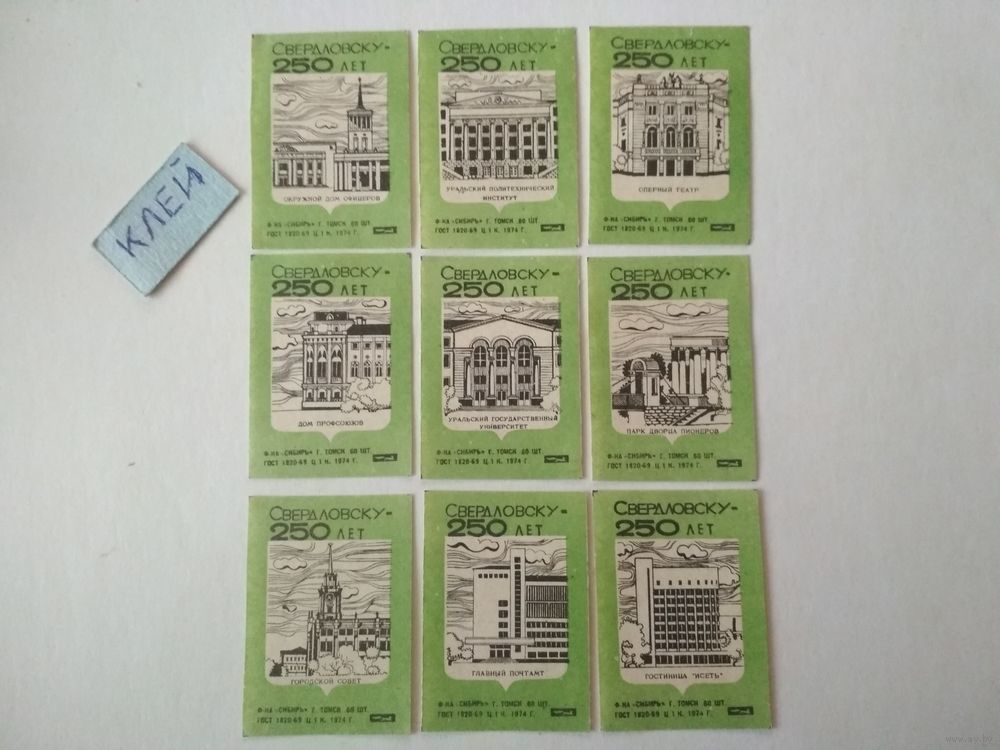 КЛЕЙ
СВЕРДЛОВСКУ-
250 ЛЕТ
ОКРУЖНОЙ ДОМ ОФИЦЕРОВ
Ф-КА «СИБИРЬ» Г. ТОМСК 60 ШТ.
ГОСТ 1820-69 Ц. 1 К. 1974 Г.
СВЕРДЛОВСКУ-
250 ЛЕТ
УРАЛЬСКИЙ ПОЛИТЕХНИЧЕСКИЙ
ИНСТИТУТ
Ф-КА «СИБИРЬ» Г. ТОМСК 60 ШТ.
ГОСТ 1820-69 Ц. 1 К. 1974 Г.
СВЕРДЛОВСКУ-
250 ЛЕТ
ОПЕРНЫЙ ТЕАТР
Ф-КА «СИБИРЬ» Г. ТОМСК 60 ШТ.
ГОСТ 1820-69 Ц. 1 К. 1974 Г.
СВЕРДЛОВСКУ-
250 ЛЕТ
ДОМ ПРОФСОЮЗОВ
Ф-КА «СИБИРЬ» Г. ТОМСК 60 ШТ.
ГОСТ 1820-69 Ц. 1 К. 1974 Г.
СВЕРДЛОВСКУ-
250 ЛЕТ
УРАЛЬСКИЙ ГОСУДАРСТВЕННЫЙ
УНИВЕРСИТЕТ
Ф-КА «СИБИРЬ» Г. ТОМСК 60 ШТ.
ГОСТ 1820-69 Ц. 1 К. 1974 Г.
СВЕРДЛОВСКУ-
250 ЛЕТ
ПАРК ДВОРЦА ПИОНЕРОВ
Ф-КА «СИБИРЬ» Г. ТОМСК 60 ШТ.
ГОСТ 1820-69 Ц. 1 К. 1974 Г.
СВЕРДЛОВСКУ-
250 ЛЕТ
ГОРОДСКОЙ СОВЕТ
Ф-КА «СИБИРЬ» Г. ТОМСК 60 ШТ.
ГОСТ 1820-69 Ц. 1 К. 1974 Г.
СВЕРДЛОВСКУ-
250 ЛЕТ
ГЛАВНЫЙ ПОЧТАМТ
Ф-КА «СИБИРЬ» Г. ТОМСК 60 ШТ.
ГОСТ 1820-69 Ц. 1 К. 1974 Г.
СВЕРДЛОВСКУ-
250 ЛЕТ
ГОСТИНИЦА "ИСЕТЬ"
Ф-КА «СИБИРЬ» Г. ТОМСК 60 ШТ.
ГОСТ 1820-69 Ц. 1 К. 1974 Г.